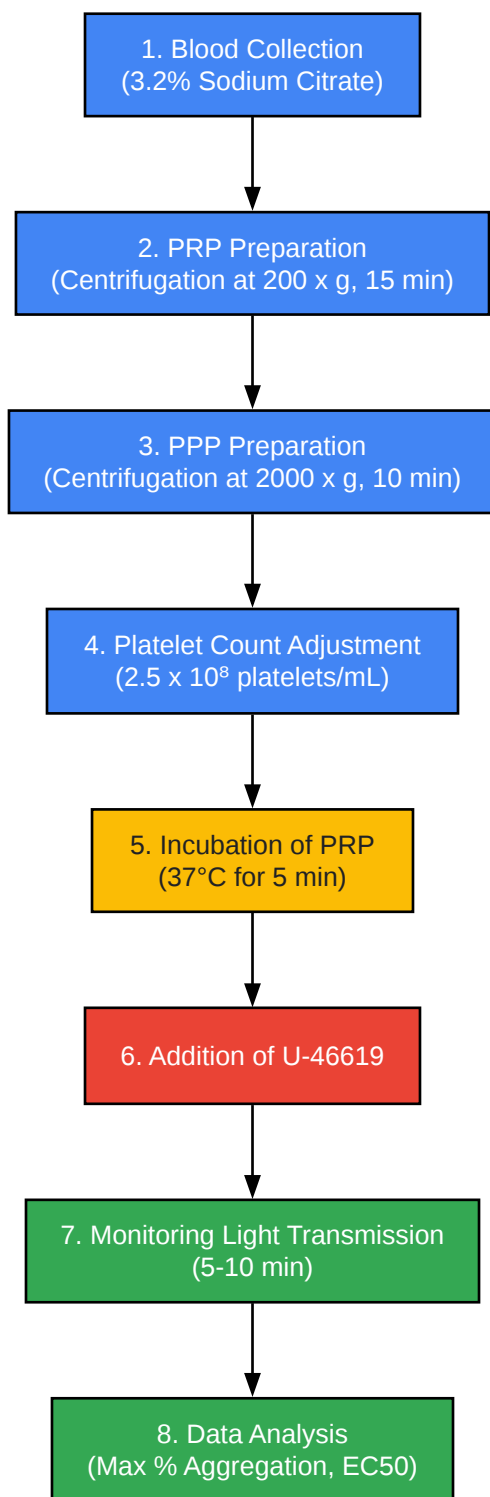 1. Blood Collection
(3.2% Sodium Citrate)
2. PRP Preparation
(Centrifugation at 200 x g, 15 min)
3. PPP Preparation
(Centrifugation at 2000 x g, 10 min)
4. Platelet Count Adjustment
(2.5 x 10⁸ platelets/mL)
5. Incubation of PRP
(37°C for 5 min)
6. Addition of U-46619
7. Monitoring Light Transmission
(5-10 min)
8. Data Analysis
(Max % Aggregation, EC50)